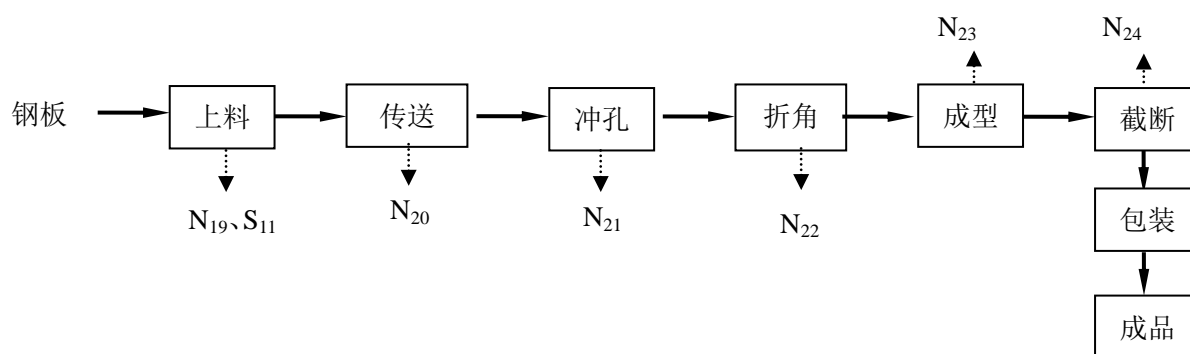 N23 N24
钢板 上料 传送 冲孔 折角 成型 截断
N19、S11 N20 N21 N22 包装
成品